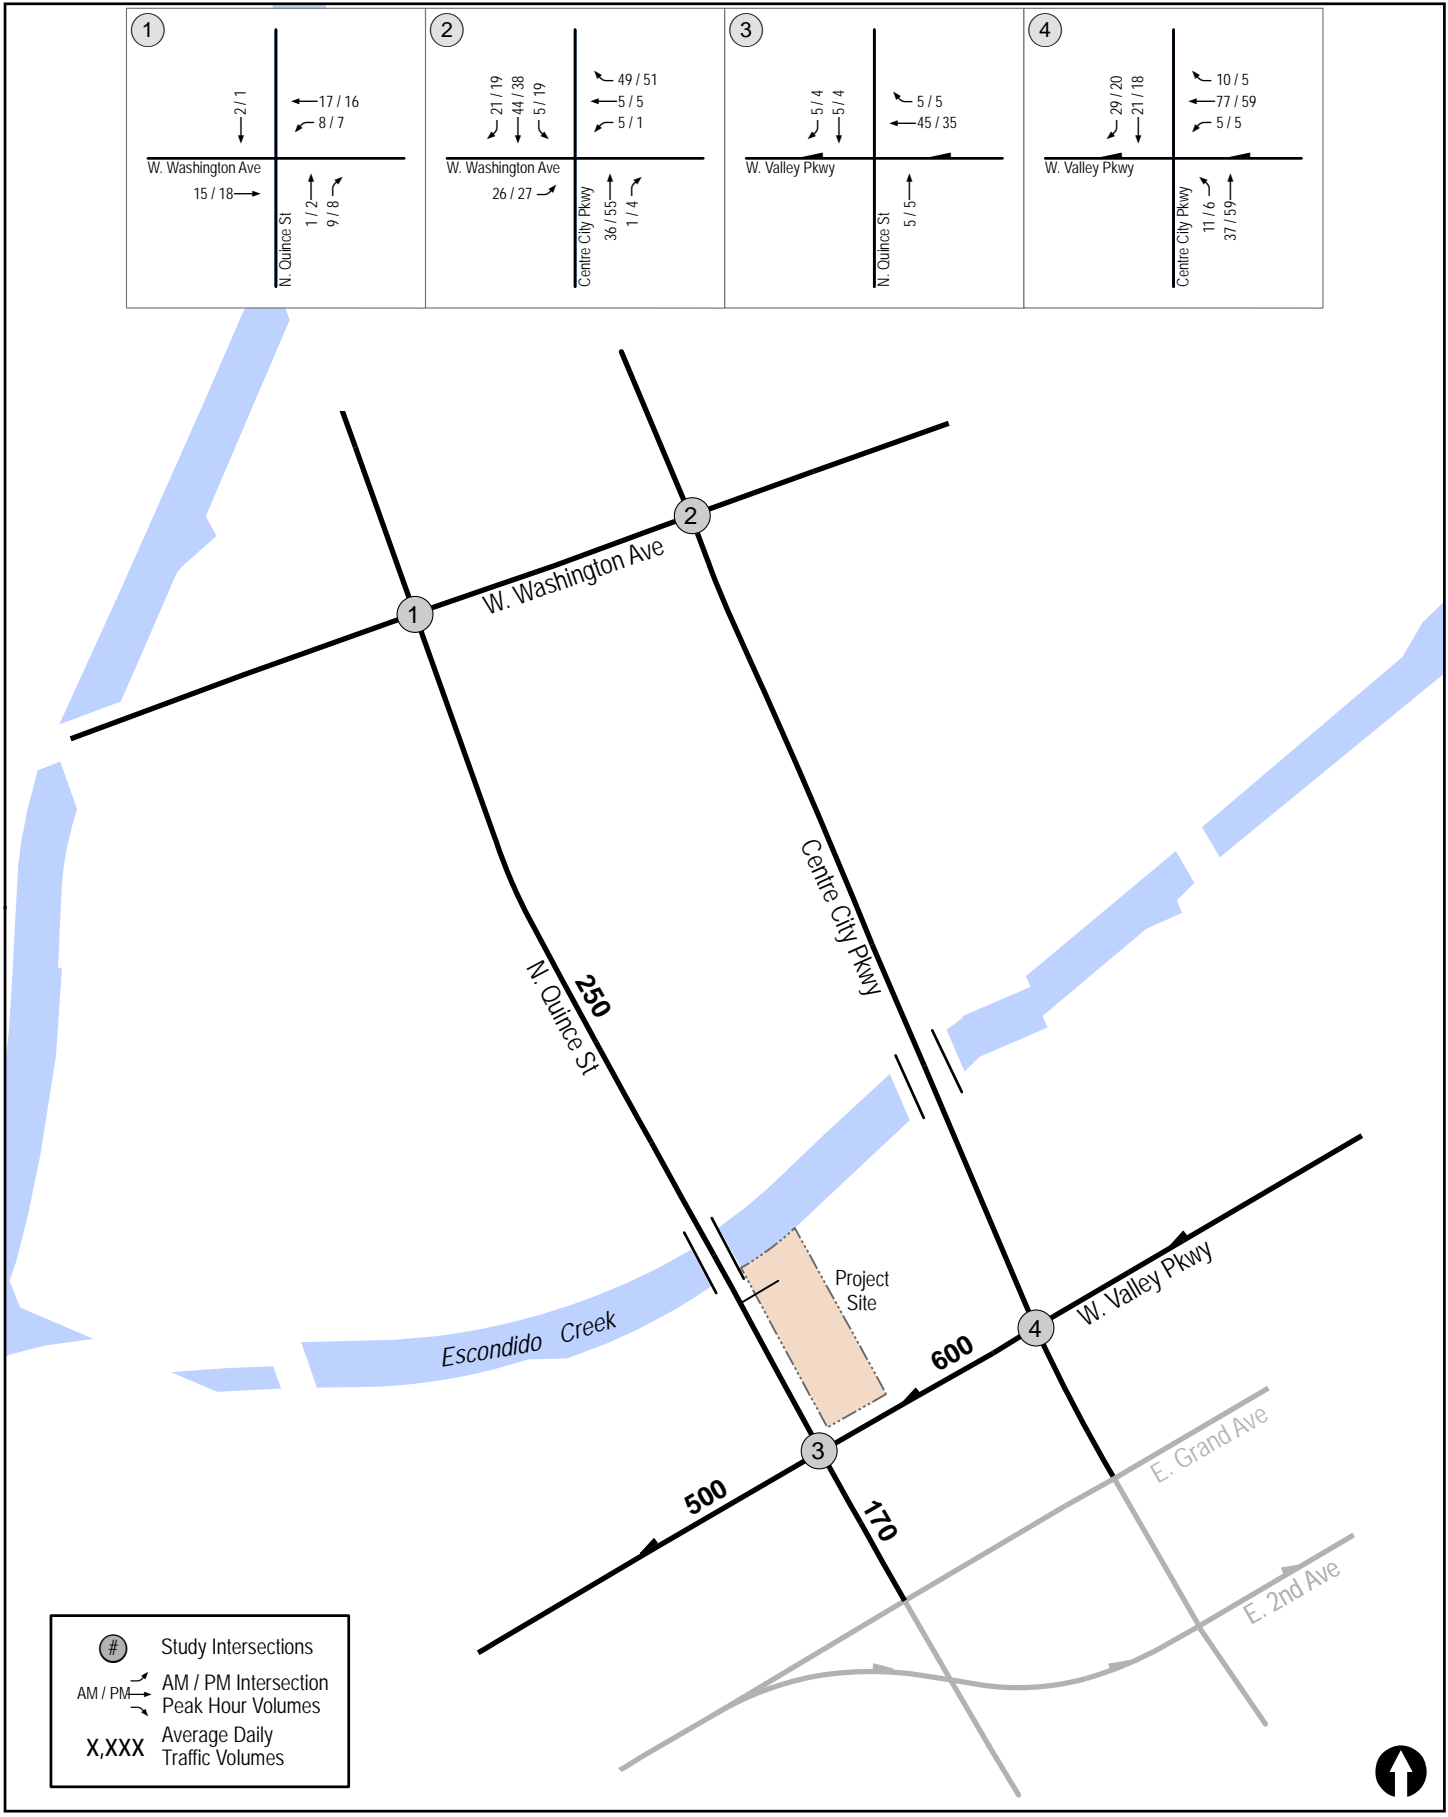 1
2 / 1
17 / 16
8 / 7
W. Washington Ave
15 / 18
1 / 2
9 / 8
N. Quince St
2
21 / 19
44 / 38
5 / 19
49 / 51
5 / 5
5 / 1
W. Washington Ave
26 / 27
Centre City Pkwy
36 / 55
1 / 4
3
5 / 4
5 / 4
5 / 5
45 / 35
W. Valley Pkwy
N. Quince St
5 / 5
4
29 / 20
21 / 18
10 / 5
77 / 59
5 / 5
W. Valley Pkwy
Centre City Pkwy
11 / 6
37 / 59
2
W. Washington Ave
1
Centre City Pkwy
N. Quince St
250
Project
Site
W. Valley Pkwy
4
Escondido Creek
600
3
E. Grand Ave
500
170
E. 2nd Ave
# Study Intersections
AM / PM
AM / PM Intersection
Peak Hour Volumes
X,XXX
Average Daily
Traffic Volumes